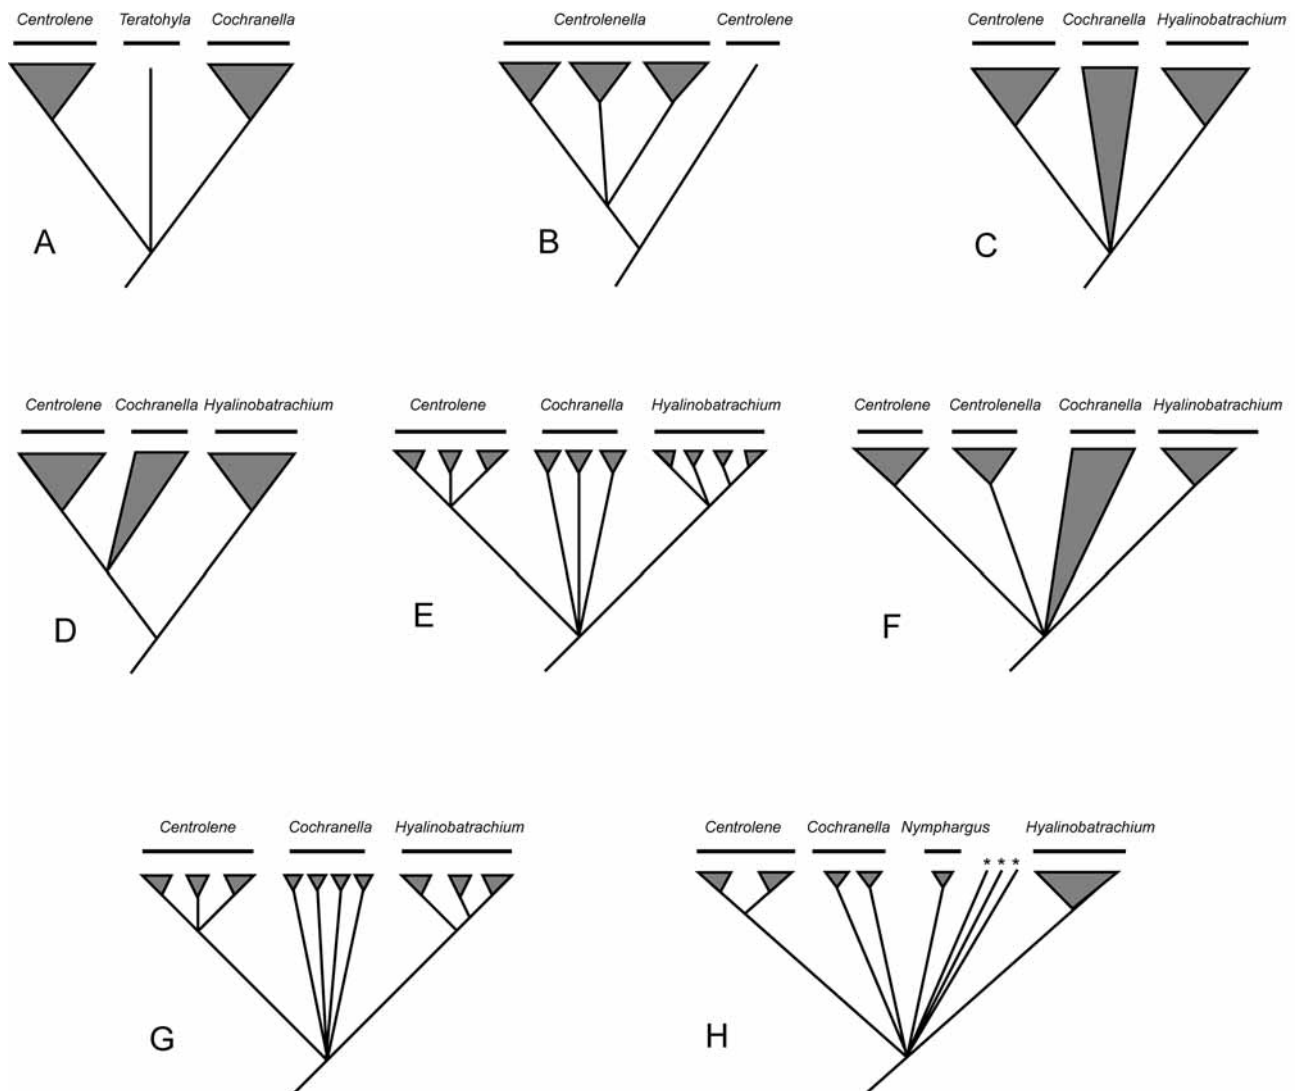 Centrolene Teratohyla Cochranella
A
Centrolenella Centrolene
B
Centrolene Cochranella Hyalinobatrachium
C
Centrolene Cochranella Hyalinobatrachium
D
Centrolene Cochranella Hyalinobatrachium
E
Centrolene Centrolenella Cochranella Hyalinobatrachium
F
Centrolene Cochranella Hyalinobatrachium
G
Centrolene Cochranella Nymphargus Hyalinobatrachium
* * *
H